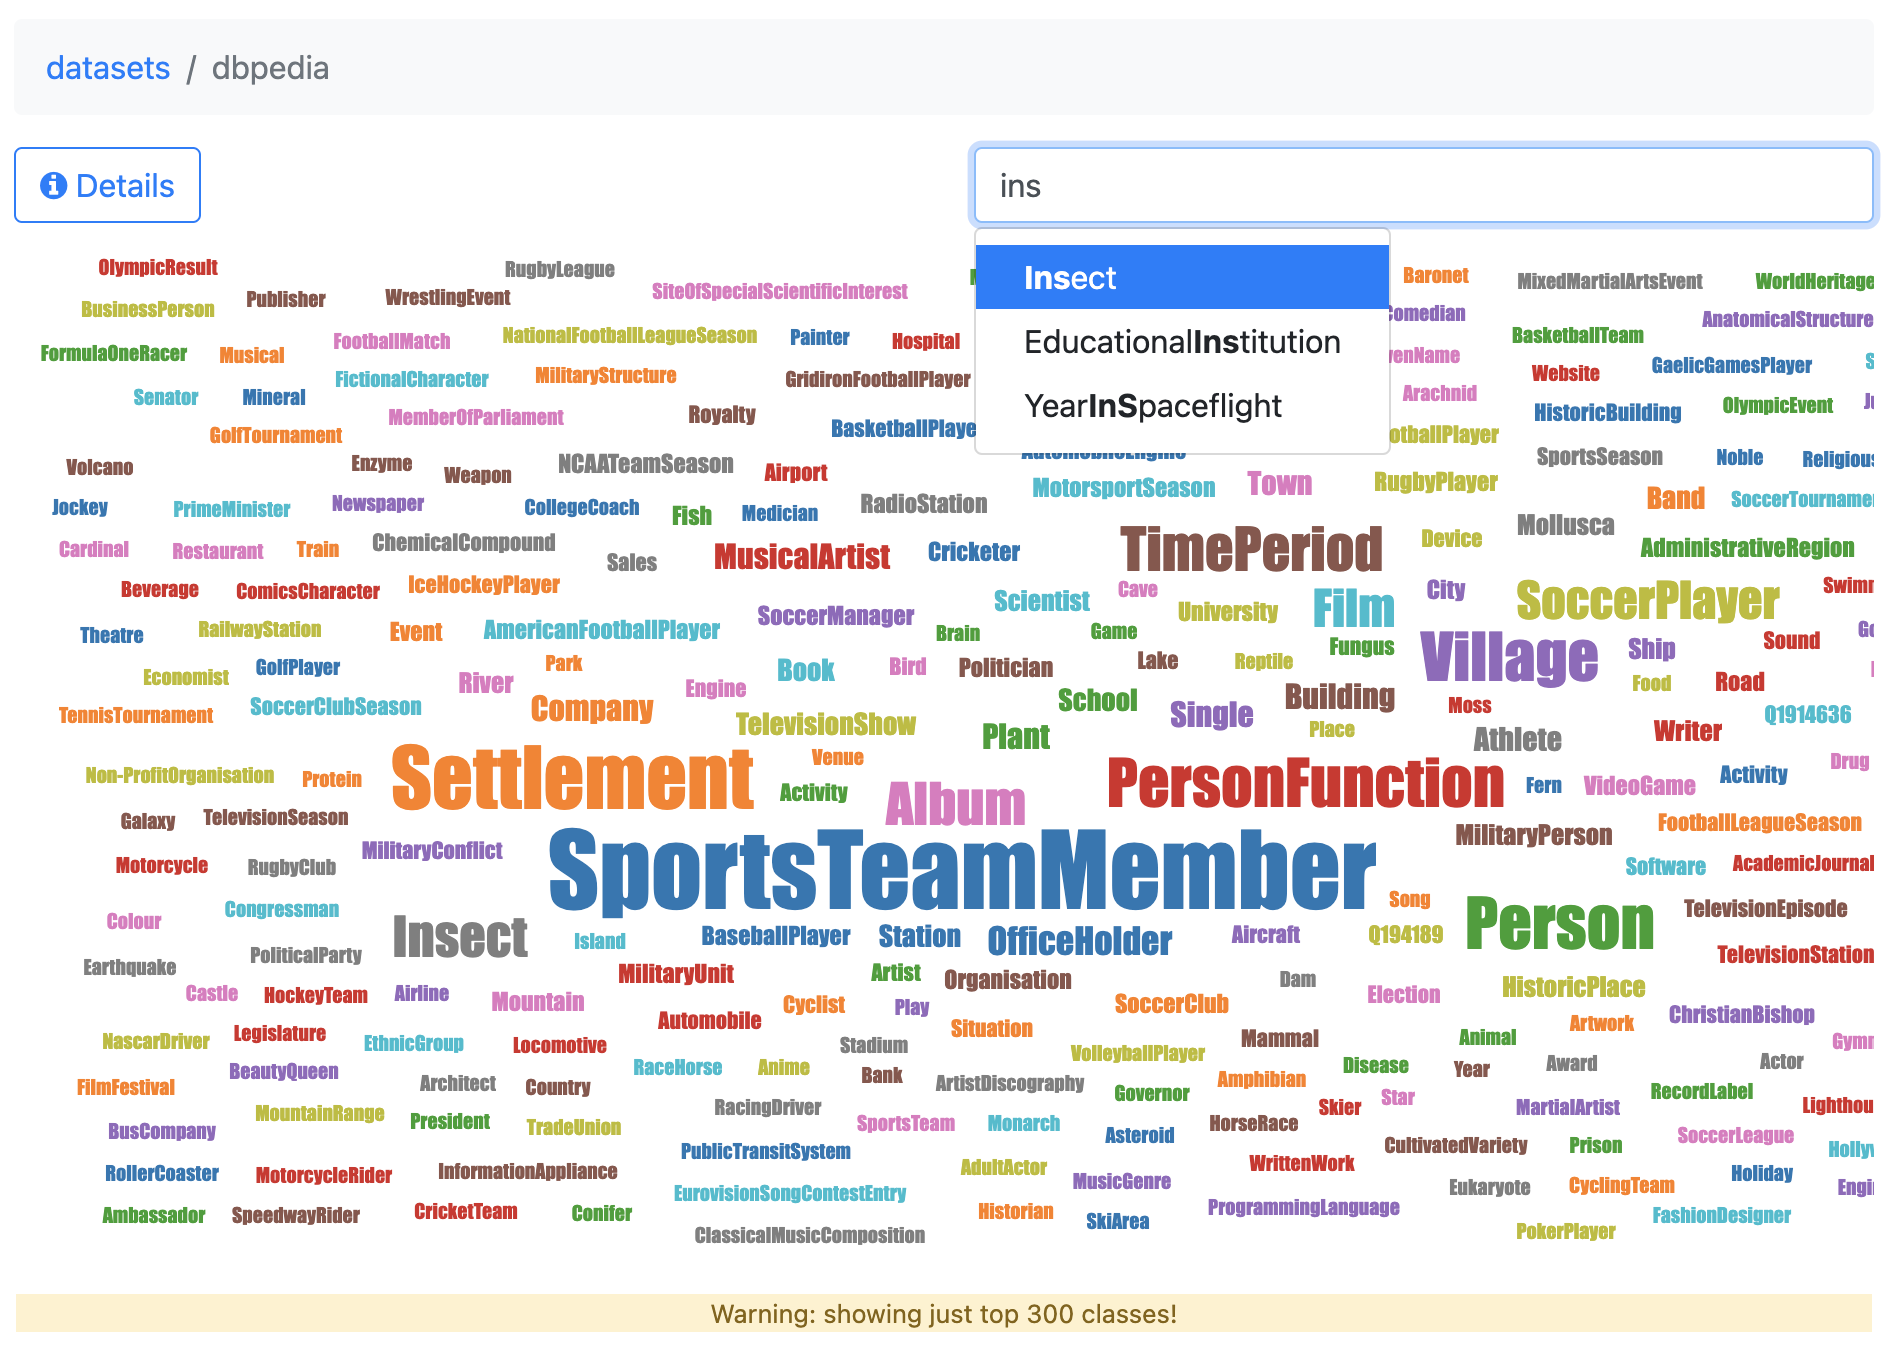 datasets / dbpedia
Details
ins
Insect
EducationalInstitution
YearInSpaceflight
OlympicResult RugbyLeague Baronet MixedMartialArtsEvent WorldHeritage
BusinessPerson Publisher WrestlingEvent SiteOfSpecialScientificInterest omedian AnatomicalStructure
FormulaOneRacer Musical FootballMatch NationalFootballLeagueSeason Painter Hospital venName BasketballTeam
Senator Mineral FictionalCharacter MilitaryStructure GridironFootballPlayer Arachnid Website GaelicGamesPlayer
GolfTournament MemberOfParliament Royalty BasketballPlaye otballPlayer HistoricBuilding OlympicEvent
Volcano Enzyme Weapon NCAATeamSeason Airport AutomobileEngine SportsSeason Noble Religious
Jockey PrimeMinister Newspaper CollegeCoach Fish Medician RadioStation MotorsportSeason Town RugbyPlayer Band SoccerTourname
Cardinal Restaurant Train ChemicalCompound Sales MusicalArtist Cricketer TimePeriod Device Mollusca AdministrativeRegion
Beverage ComicsCharacter IceHockeyPlayer SoccerManager Scientist Cave University Film City SoccerPlayer Swimm
Theatre RailwayStation Event AmericanFootballPlayer Brain Game Fungus Village Ship Sound
Economist GolfPlayer River Park Engine Book Bird Politician Lake Reptile Food Road
TennisTournament SoccerClubSeason Company TelevisionShow Plant School Single Building Place Moss Athlete Writer Q1914636
Non-ProfitOrganisation Protein Settlement Venue Activity Album PersonFunction Fern VideoGame Activity Drug
Galaxy TelevisionSeason MilitaryConflict SportsTeamMember MilitaryPerson FootballLeagueSeason
Motorcycle RugbyClub Software AcademicJournal
Colour Congressman Insect Island BaseballPlayer Station OfficeHolder Aircraft Song Q194189 Person TelevisionEpisode
Earthquake PoliticalParty MilitaryUnit Artist Organisation Dam TelevisionStation
Castle HockeyTeam Airline Mountain Automobile Cyclist Play Situation SoccerClub Election HistoricPlace ChristianBishop
NascarDriver Legislature EthnicGroup Locomotive Stadium VolleyballPlayer Mammal Animal Artwork Gymn
FilmFestival BeautyQueen Architect Country RaceHorse Anime Bank ArtistDiscography Governor Amphibian Disease Year Award Actor
BusCompany MountainRange President TradeUnion RacingDriver SportsTeam Monarch Asteroid HorseRace Skier Star MartialArtist RecordLabel Lighthou
RollerCoaster MotorcycleRider InformationAppliance PublicTransitSystem AdultActor MusicGenre WrittenWork CultivatedVariety Prison SoccerLeague Hollyw
Ambassador SpeedwayRider CricketTeam Conifer EurovisionSongContestEntry Historian SkiArea ProgrammingLanguage Eukaryote CyclingTeam Holiday Engi
ClassicalMusicComposition PokerPlayer FashionDesigner
Warning: showing just top 300 classes!